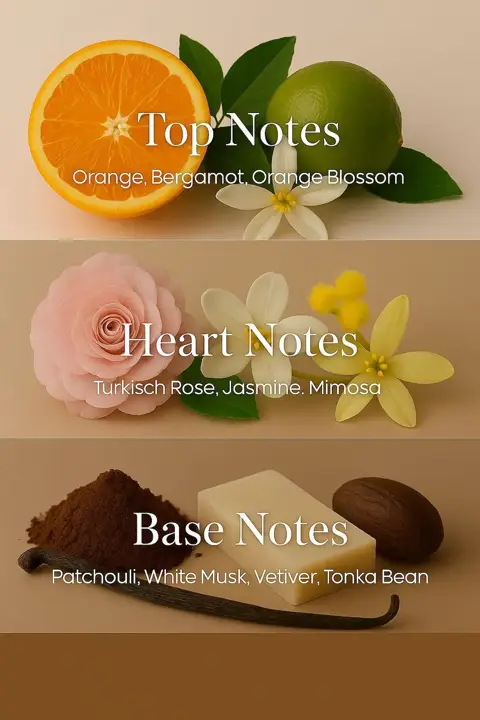 Top Notes
Orange, Bergamot, Orange Blossom
Heart Notes
Turkisch Rose, Jasmine. Mimosa
Base Notes
Patchouli, White Musk, Vetiver, Tonka Bean